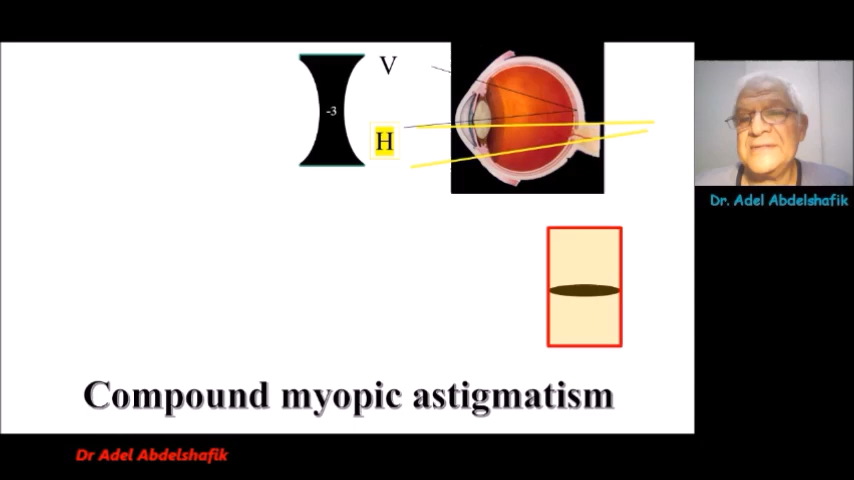 V
-3
H
Dr. Adel Abdelshafik
Compound myopic astigmatism
Dr Adel Abdelshafik